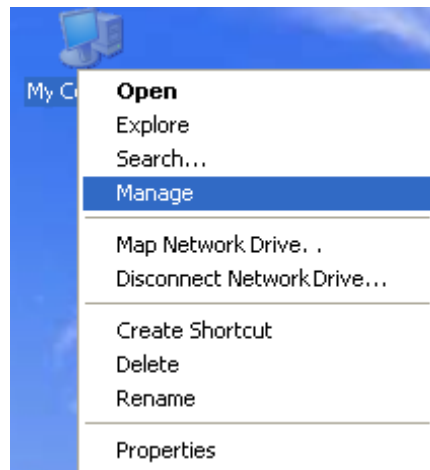 My C
Open
Explore
Search...
Manage
Map Network Drive. .
Disconnect Network Drive...
Create Shortcut
Delete
Rename
Properties